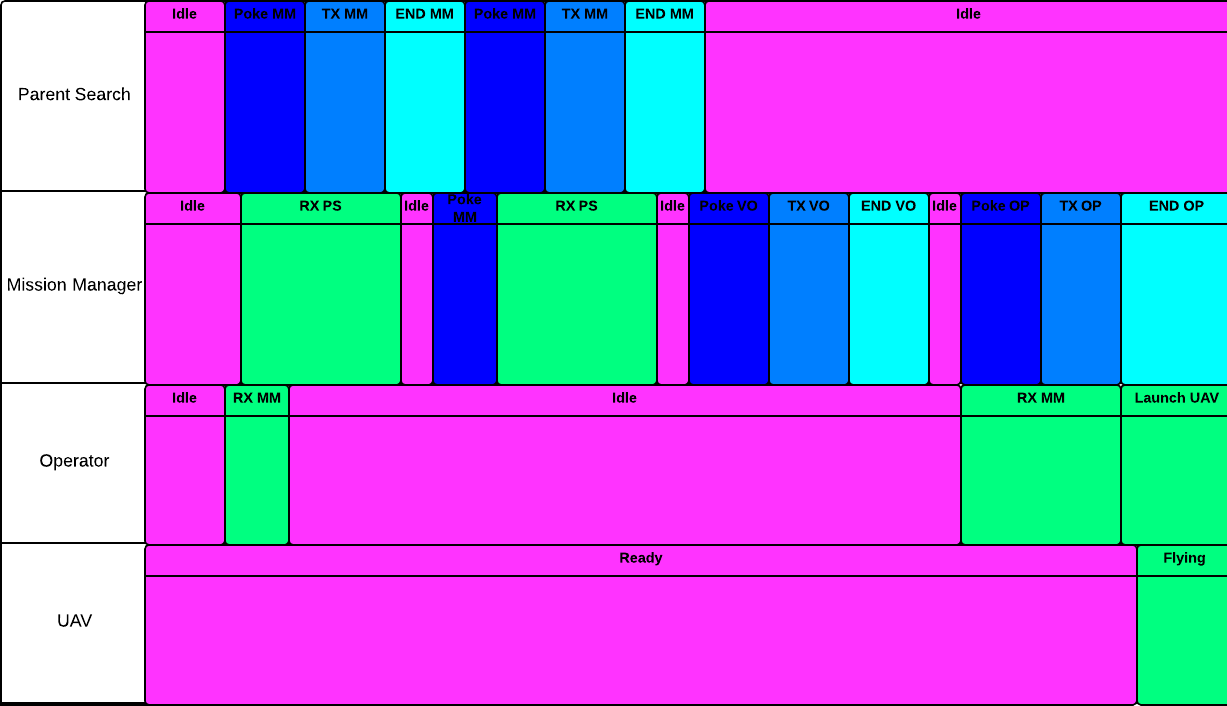 Idle Poke MM TX MM END MM Poke MM TX MM END MM Idle
Parent Search
Idle RX PS Idle Poke MM RX PS Idle Poke VO TX VO END VO Idle Poke OP TX OP END OP
Mission Manager
Idle RX MM Idle RX MM Launch UAV
Operator
Ready Flying
UAV